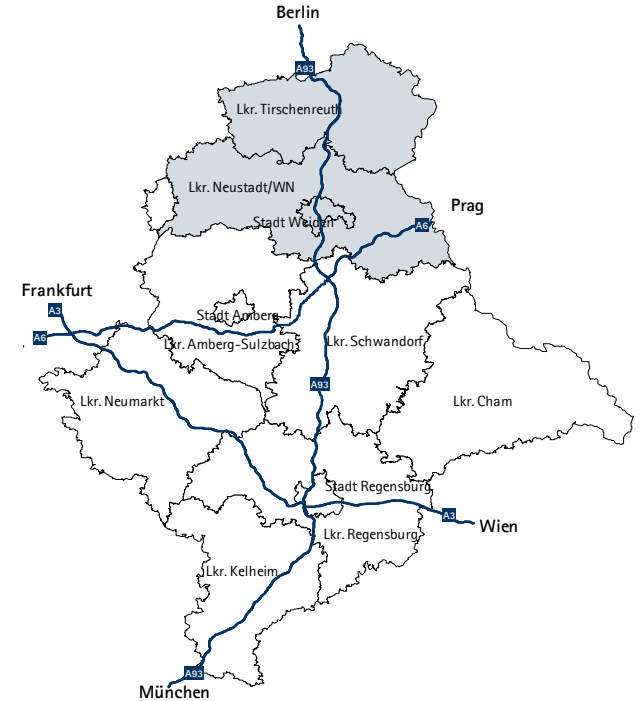 Berlin
A93
Lkr. Tirschenreuth
Lkr. Neustadt/WN
Prag
Stadt Weiden
A6
Frankfurt
A3
Stadt Amberg
A6
Lkr. Amberg-Sulzbach
Lkr. Schwandorf
A93
Lkr. Neumarkt
Lkr. Cham
Stadt Regensburg
A3
Wien
Lkr. Regensburg
Lkr. Kelheim
A93
München